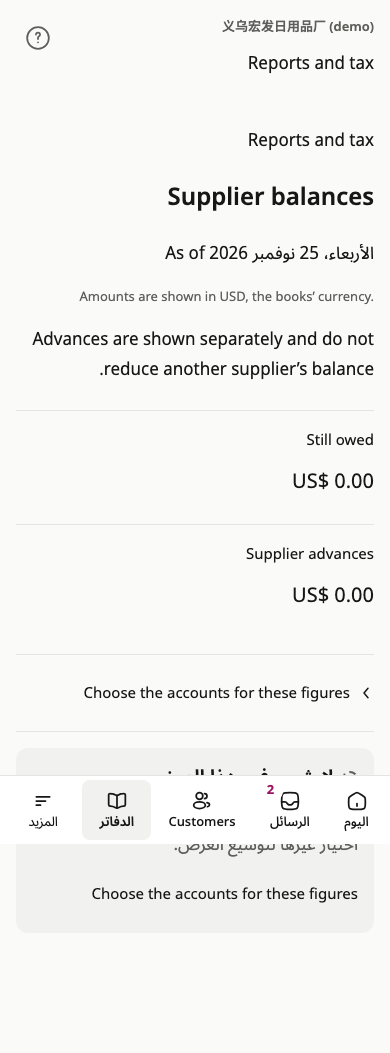 义乌宏发日用品厂 (demo)
Reports and tax
Reports and tax
Supplier balances
As of الأربعاء، 25 نوفمبر 2026
Amounts are shown in USD, the books’ currency.
Advances are shown separately and do not
reduce another supplier’s balance.
Still owed
US$ 0.00
Supplier advances
US$ 0.00
Choose the accounts for these figures
2
اليوم
الرسائل
Customers
الدفاتر
المزيد
اختيار غيرها لتوسيع العرض.
Choose the accounts for these figures